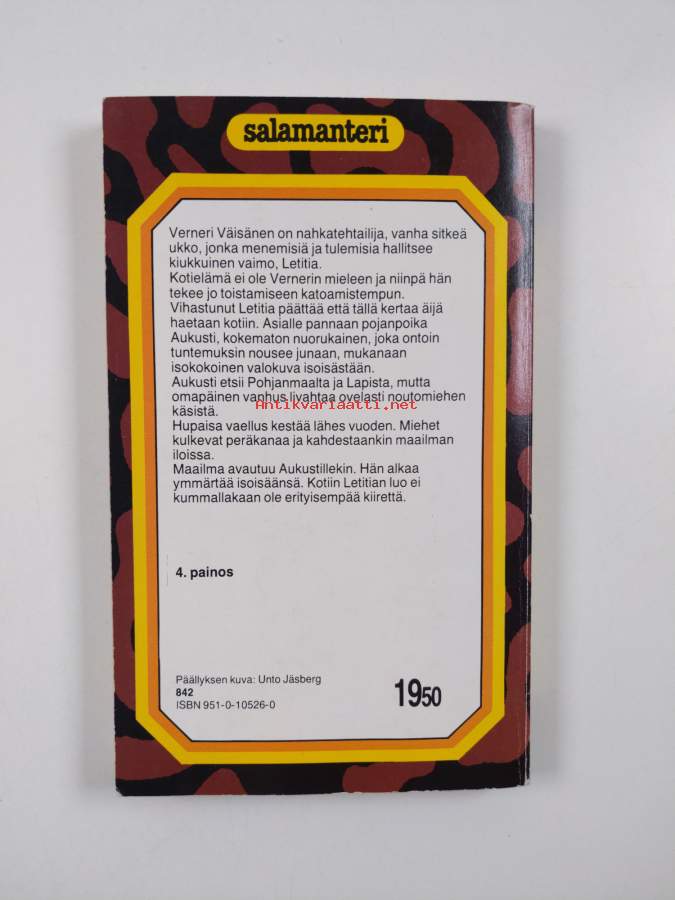 salamanteri
Verneri Väisänen on nahkatehtailija, vanha sitkeä
ukko, jonka menemisiä ja tulemisia hallitsee
kiukkuinen vaimo, Letitia.
Kotielämä ei ole Vernerin mieleen ja niinpä hän
tekee jo toistamiseen katoamistempun.
Vihastunut Letitia päättää että tällä kertaa äijä
haetaan kotiin. Asialle pannaan pojanpoika
Aukusti, kokematon nuorukainen, joka ontoin
tuntemuksin nousee junaan, mukanaan
isokokoinen valokuva isoisästään.
Aukusti etsii Pohjanmaalta ja Lapista, mutta
omapäinen vanhus livahtaa ovelasti noutomiehen
Antikvariaatti.net
käsistä.
Hupaisa vaellus kestää lähes vuoden. Miehet
kulkevat peräkanaa ja kahdestaankin maailman
iloissa.
Maailma avautuu Aukustillekin. Hän alkaa
ymmärtää isoisäänsä. Kotiin Letitian luo ei
kummallakaan ole erityisempää kiirettä.
4. painos
Päällyksen kuva: Unto Jäsberg
842
ISBN 951-0-10526-0
1950